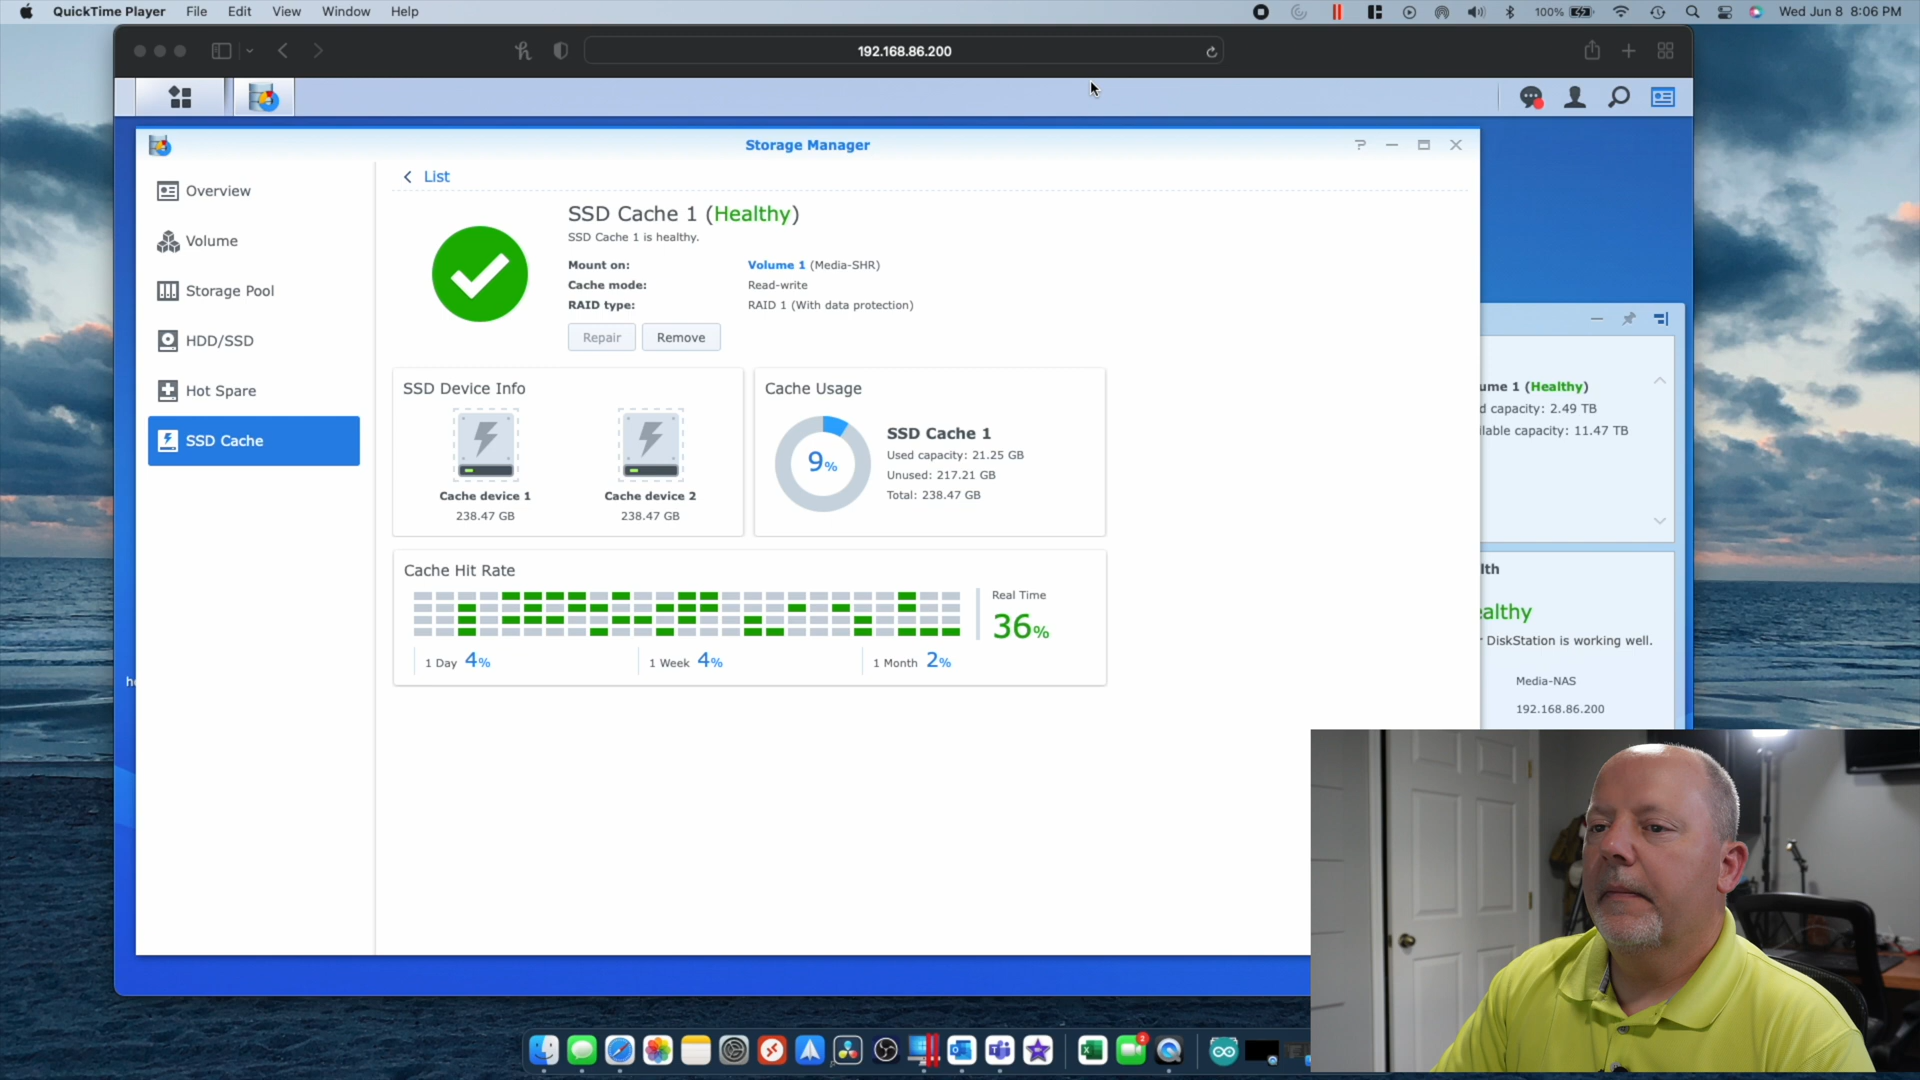 QuickTime Player File Edit View Window Help 100% Wed Jun 8 8:06 PM
192.168.86.200
Storage Manager
Overview
Volume
Storage Pool
HDD/SSD
Hot Spare
SSD Cache
List
SSD Cache 1 (Healthy)
SSD Cache 1 is healthy.
Mount on: Volume 1 (Media-SHR)
Cache mode: Read-write
RAID type: RAID 1 (With data protection)
Repair Remove
SSD Device Info
Cache device 1
238.47 GB
Cache device 2
238.47 GB
Cache Usage
9%
SSD Cache 1
Used capacity: 21.25 GB
Unused: 217.21 GB
Total: 238.47 GB
Cache Hit Rate
Real Time
36%
1 Day 4% 1 Week 4% 1 Month 2%
ume 1 (Healthy)
d capacity: 2.49 TB
ilable capacity: 11.47 TB
lth
ealthy
DiskStation is working well.
Media-NAS
192.168.86.200
2